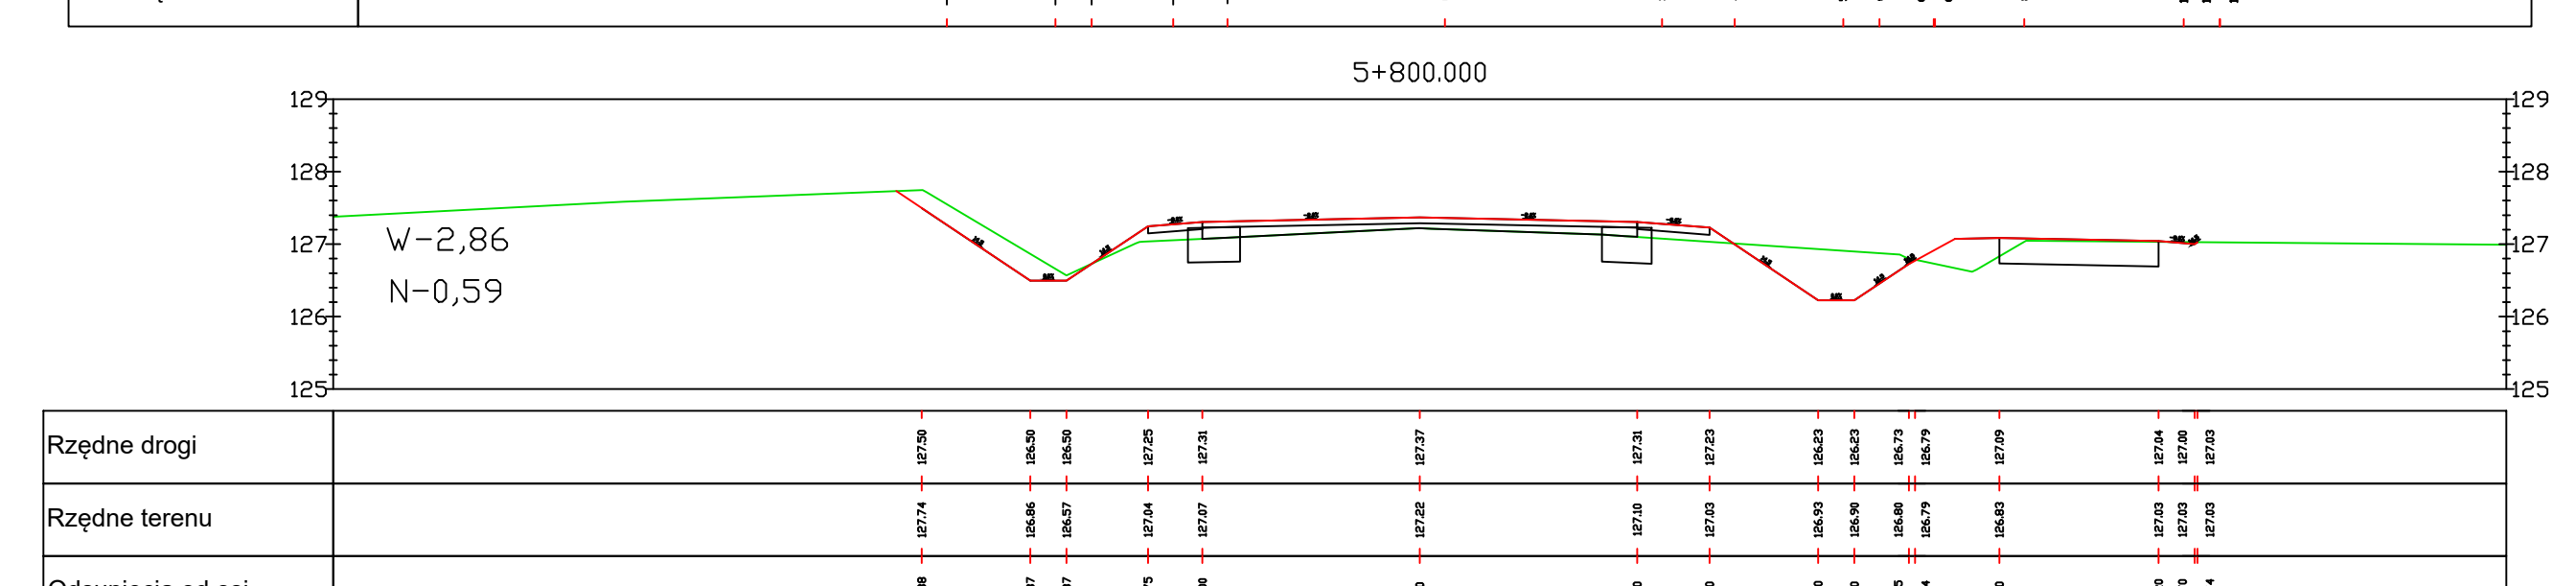 5+800.000
129 129
128 128
127 127
W-2,86
N-0,59
126 126
125 125
Rzędne drogi 127.50 126.50 126.50 127.25 127.31 127.37 127.31 127.23 126.23 126.23 126.73 126.79 127.09 127.04 127.00 127.03
Rzędne terenu 127.74 126.86 126.57 127.04 127.07 127.22 127.10 127.03 126.93 126.90 126.80 126.79 126.83 127.03 127.03 127.03